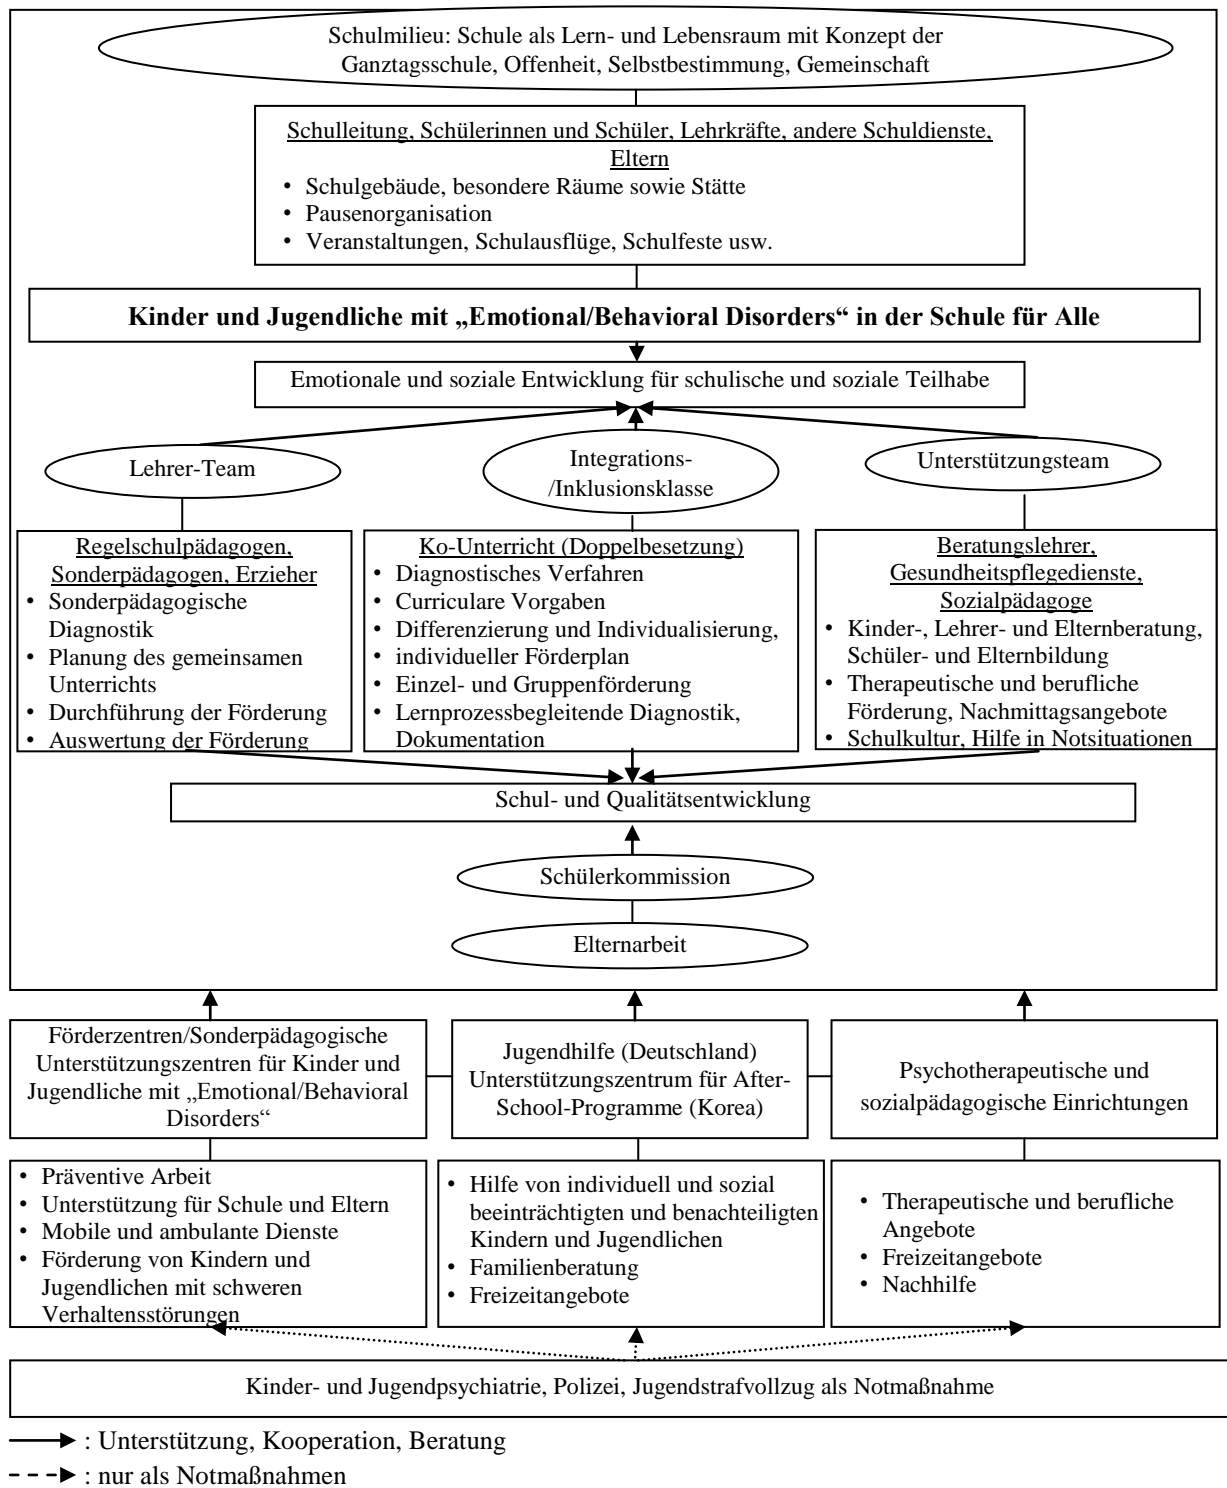 Schulmilieu: Schule als Lern- und Lebensraum mit Konzept der
Ganztagsschule, Offenheit, Selbstbestimmung, Gemeinschaft
Schulleitung, Schülerinnen und Schüler, Lehrkräfte, andere Schuldienste,
Eltern
• Schulgebäude, besondere Räume sowie Stätte
• Pausenorganisation
• Veranstaltungen, Schulausflüge, Schulfeste usw.
Kinder und Jugendliche mit „Emotional/Behavioral Disorders“ in der Schule für Alle
Emotionale und soziale Entwicklung für schulische und soziale Teilhabe
Lehrer-Team
Regelschulpädagogen,
Sonderpädagogen, Erzieher
• Sonderpädagogische
Diagnostik
• Planung des gemeinsamen
Unterrichts
• Durchführung der Förderung
• Auswertung der Förderung
Integrations-
/Inklusionsklasse
Ko-Unterricht (Doppelbesetzung)
• Diagnostisches Verfahren
• Curriculare Vorgaben
• Differenzierung und Individualisierung,
• individueller Förderplan
• Einzel- und Gruppenförderung
• Lernprozessbegleitende Diagnostik,
Dokumentation
Unterstützungsteam
Beratungslehrer,
Gesundheitspflegedienste,
Sozialpädagoge
• Kinder-, Lehrer- und Elternberatung,
Schüler- und Elternbildung
• Therapeutische und berufliche
Förderung, Nachmittagsangebote
• Schulkultur, Hilfe in Notsituationen
Schul- und Qualitätsentwicklung
Schülerkommission
Elternarbeit
Förderzentren/Sonderpädagogische
Unterstützungszentren für Kinder und
Jugendliche mit „Emotional/Behavioral
Disorders“
• Präventive Arbeit
• Unterstützung für Schule und Eltern
• Mobile und ambulante Dienste
• Förderung von Kindern und
Jugendlichen mit schweren
Verhaltensstörungen
Jugendhilfe (Deutschland)
Unterstützungszentrum für After-
School-Programme (Korea)
• Hilfe von individuell und sozial
beeinträchtigten und benachteiligten
Kindern und Jugendlichen
• Familienberatung
• Freizeitangebote
Psychotherapeutische und
sozialpädagogische Einrichtungen
• Therapeutische und berufliche
Angebote
• Freizeitangebote
• Nachhilfe
Kinder- und Jugendpsychiatrie, Polizei, Jugendstrafvollzug als Notmaßnahme
: Unterstützung, Kooperation, Beratung
: nur als Notmaßnahmen